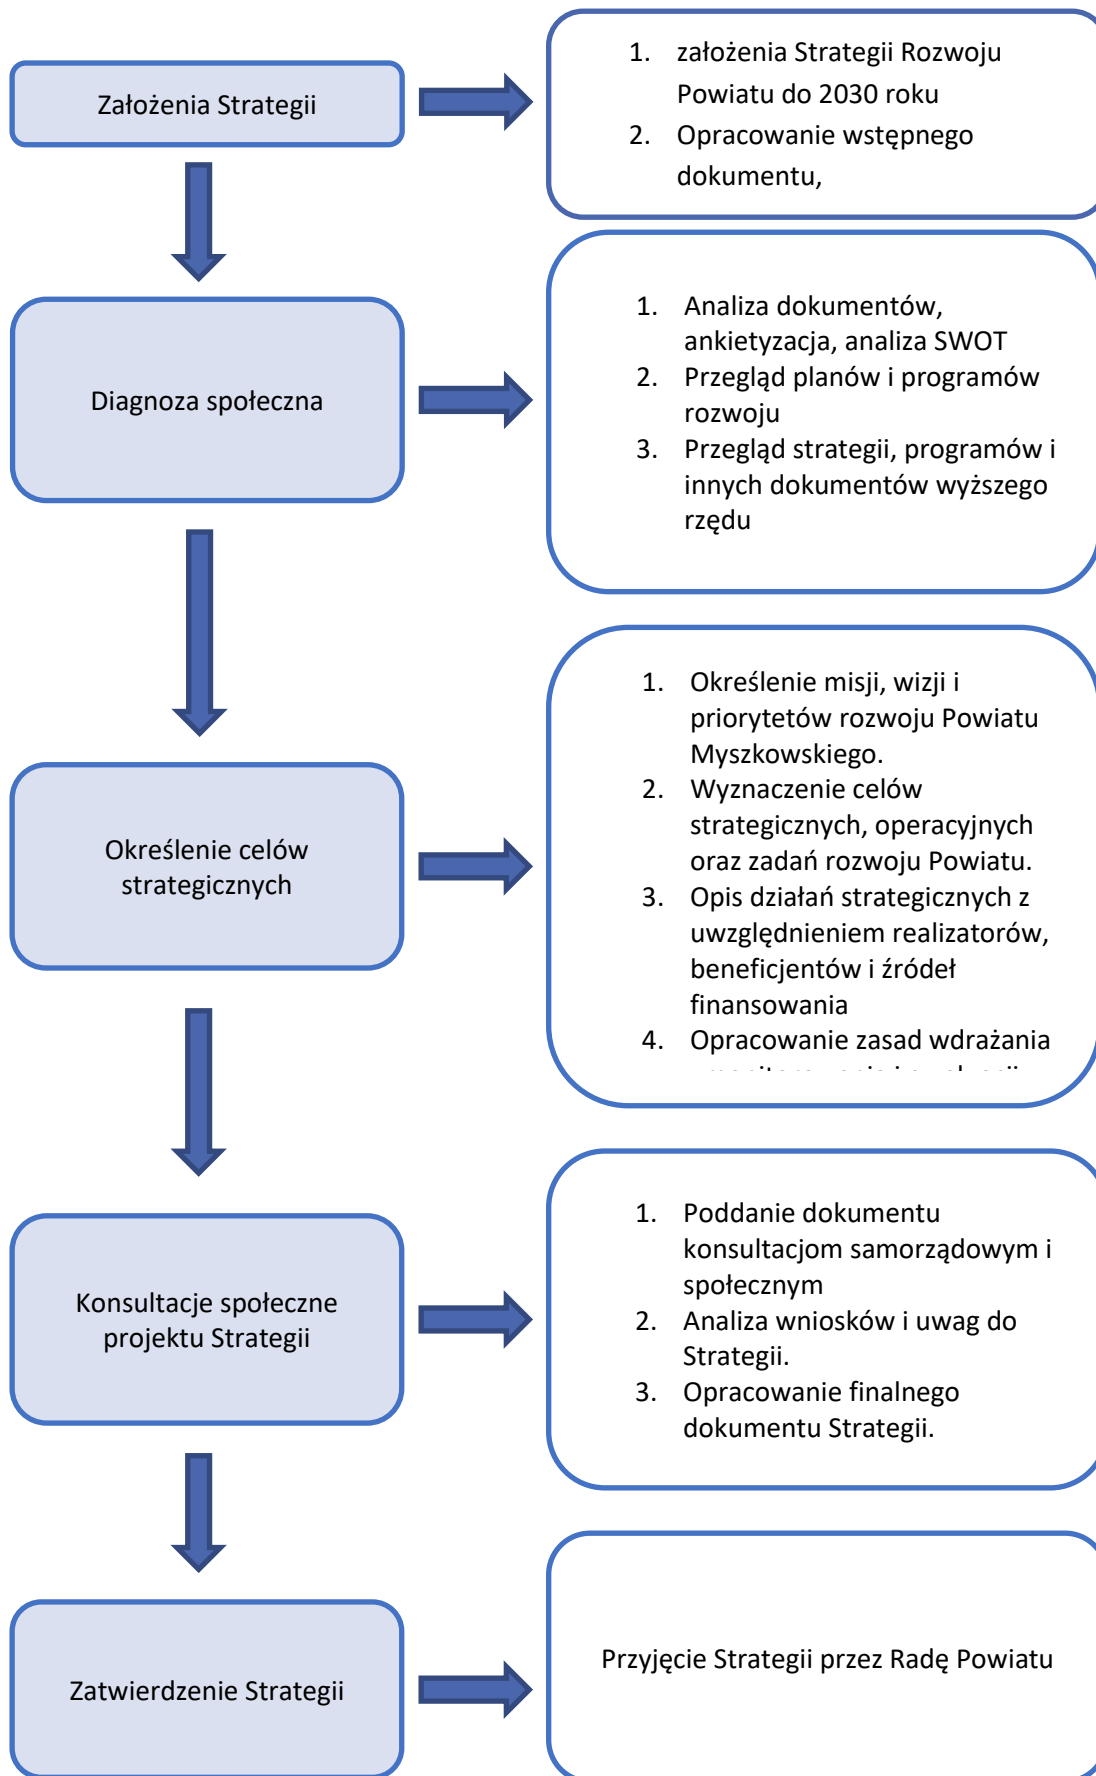 Założenia Strategii
1. założenia Strategii Rozwoju
Powiatu do 2030 roku
2. Opracowanie wstępnego
dokumentu,
Diagnoza społeczna
1. Analiza dokumentów,
ankietyzacja, analiza SWOT
2. Przegląd planów i programów
rozwoju
3. Przegląd strategii, programów i
innych dokumentów wyższego
rzędu
Określenie celów
strategicznych
1. Określenie misji, wizji i
priorytetów rozwoju Powiatu
Myszkowskiego.
2. Wyznaczenie celów
strategicznych, operacyjnych
oraz zadań rozwoju Powiatu.
3. Opis działań strategicznych z
uwzględnieniem realizatorów,
beneficjentów i źródeł
finansowania
4. Opracowanie zasad wdrażania
Konsultacje społeczne
projektu Strategii
1. Poddanie dokumentu
konsultacjom samorządowym i
społecznym
2. Analiza wniosków i uwag do
Strategii.
3. Opracowanie finalnego
dokumentu Strategii.
Zatwierdzenie Strategii
Przyjęcie Strategii przez Radę Powiatu